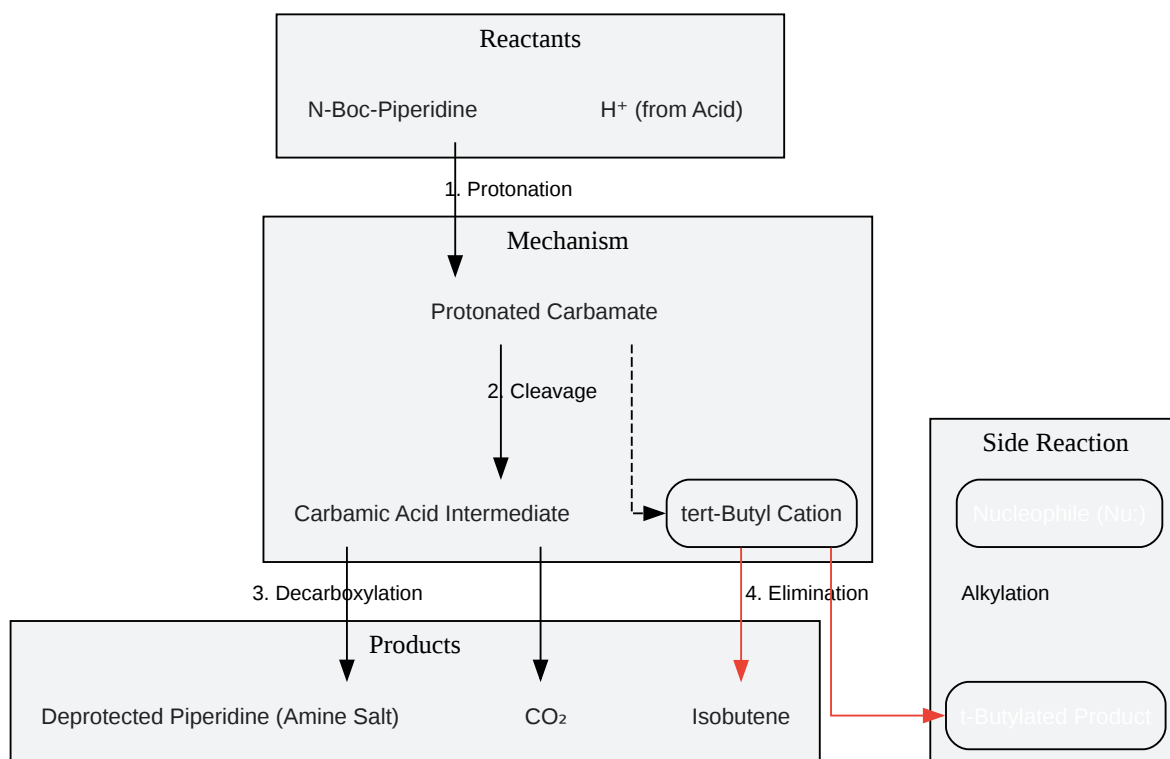 Reactants
N-Boc-Piperidine
H⁺ (from Acid)
1. Protonation
Mechanism
Protonated Carbamate
2. Cleavage
Side Reaction
Carbamic Acid Intermediate
tert-Butyl Cation
Nucleophile (Nu:)
3. Decarboxylation
4. Elimination
Alkylation
Products
Deprotected Piperidine (Amine Salt)
CO₂
Isobutene
t-Butylated Product